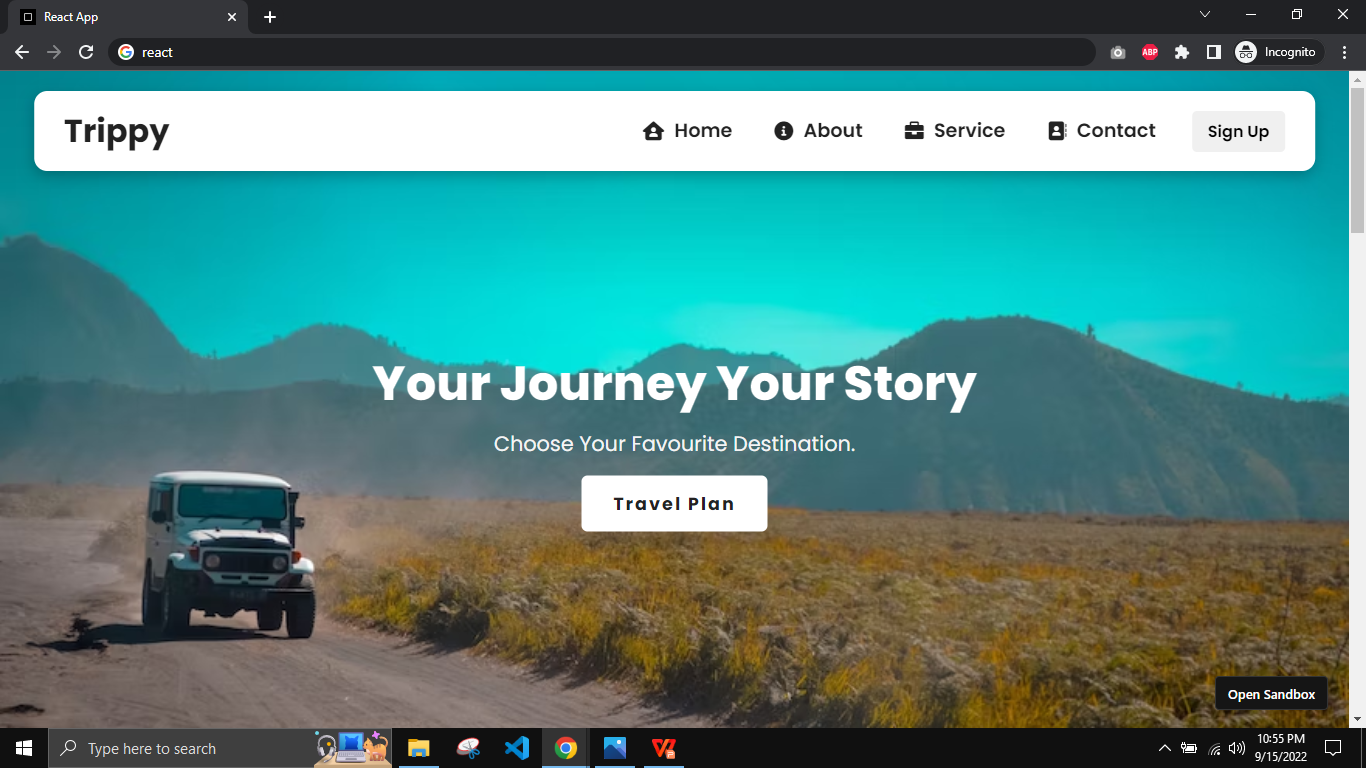 React App
react
ABP
Incognito
Trippy
Home
About
Service
Contact
Sign Up
Your Journey Your Story
Choose Your Favourite Destination.
Travel Plan
Open Sandbox
Type here to search
10:55 PM
9/15/2022